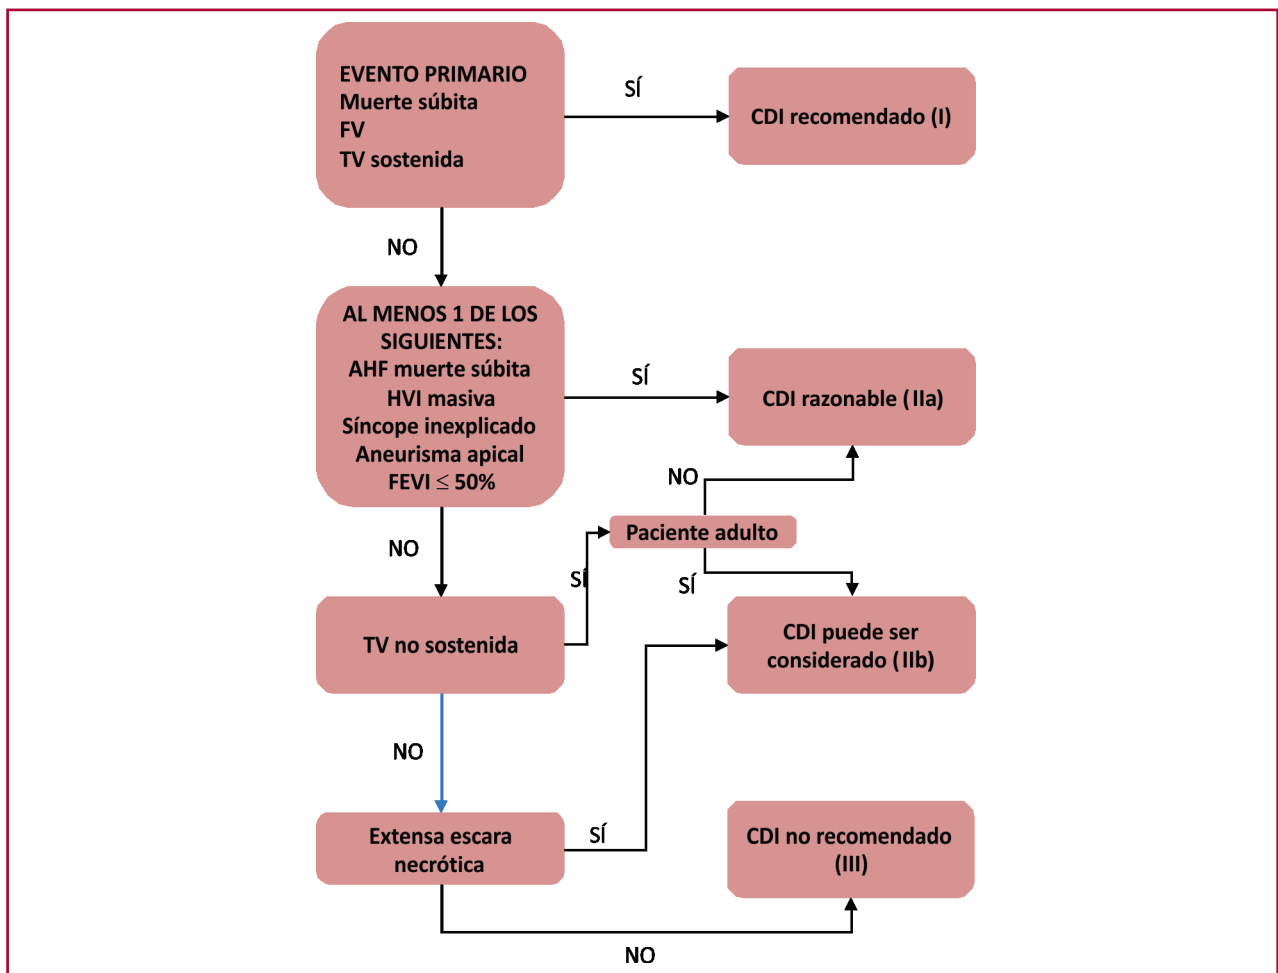 EVENTO PRIMARIO
Muerte súbita
FV
TV sostenida
SÍ
CDI recomendado (I)
NO
AL MENOS 1 DE LOS
SIGUIENTES:
AHF muerte súbita
HVI masiva
Síncope inexplicado
Aneurisma apical
FEVI ≤ 50%
SÍ
CDI razonable (IIa)
NO
Paciente adulto
NO
SÍ
SÍ
TV no sostenida
CDI puede ser
considerado (IIb)
NO
Extensa escara
necrótica
SÍ
CDI no recomendado
(III)
NO